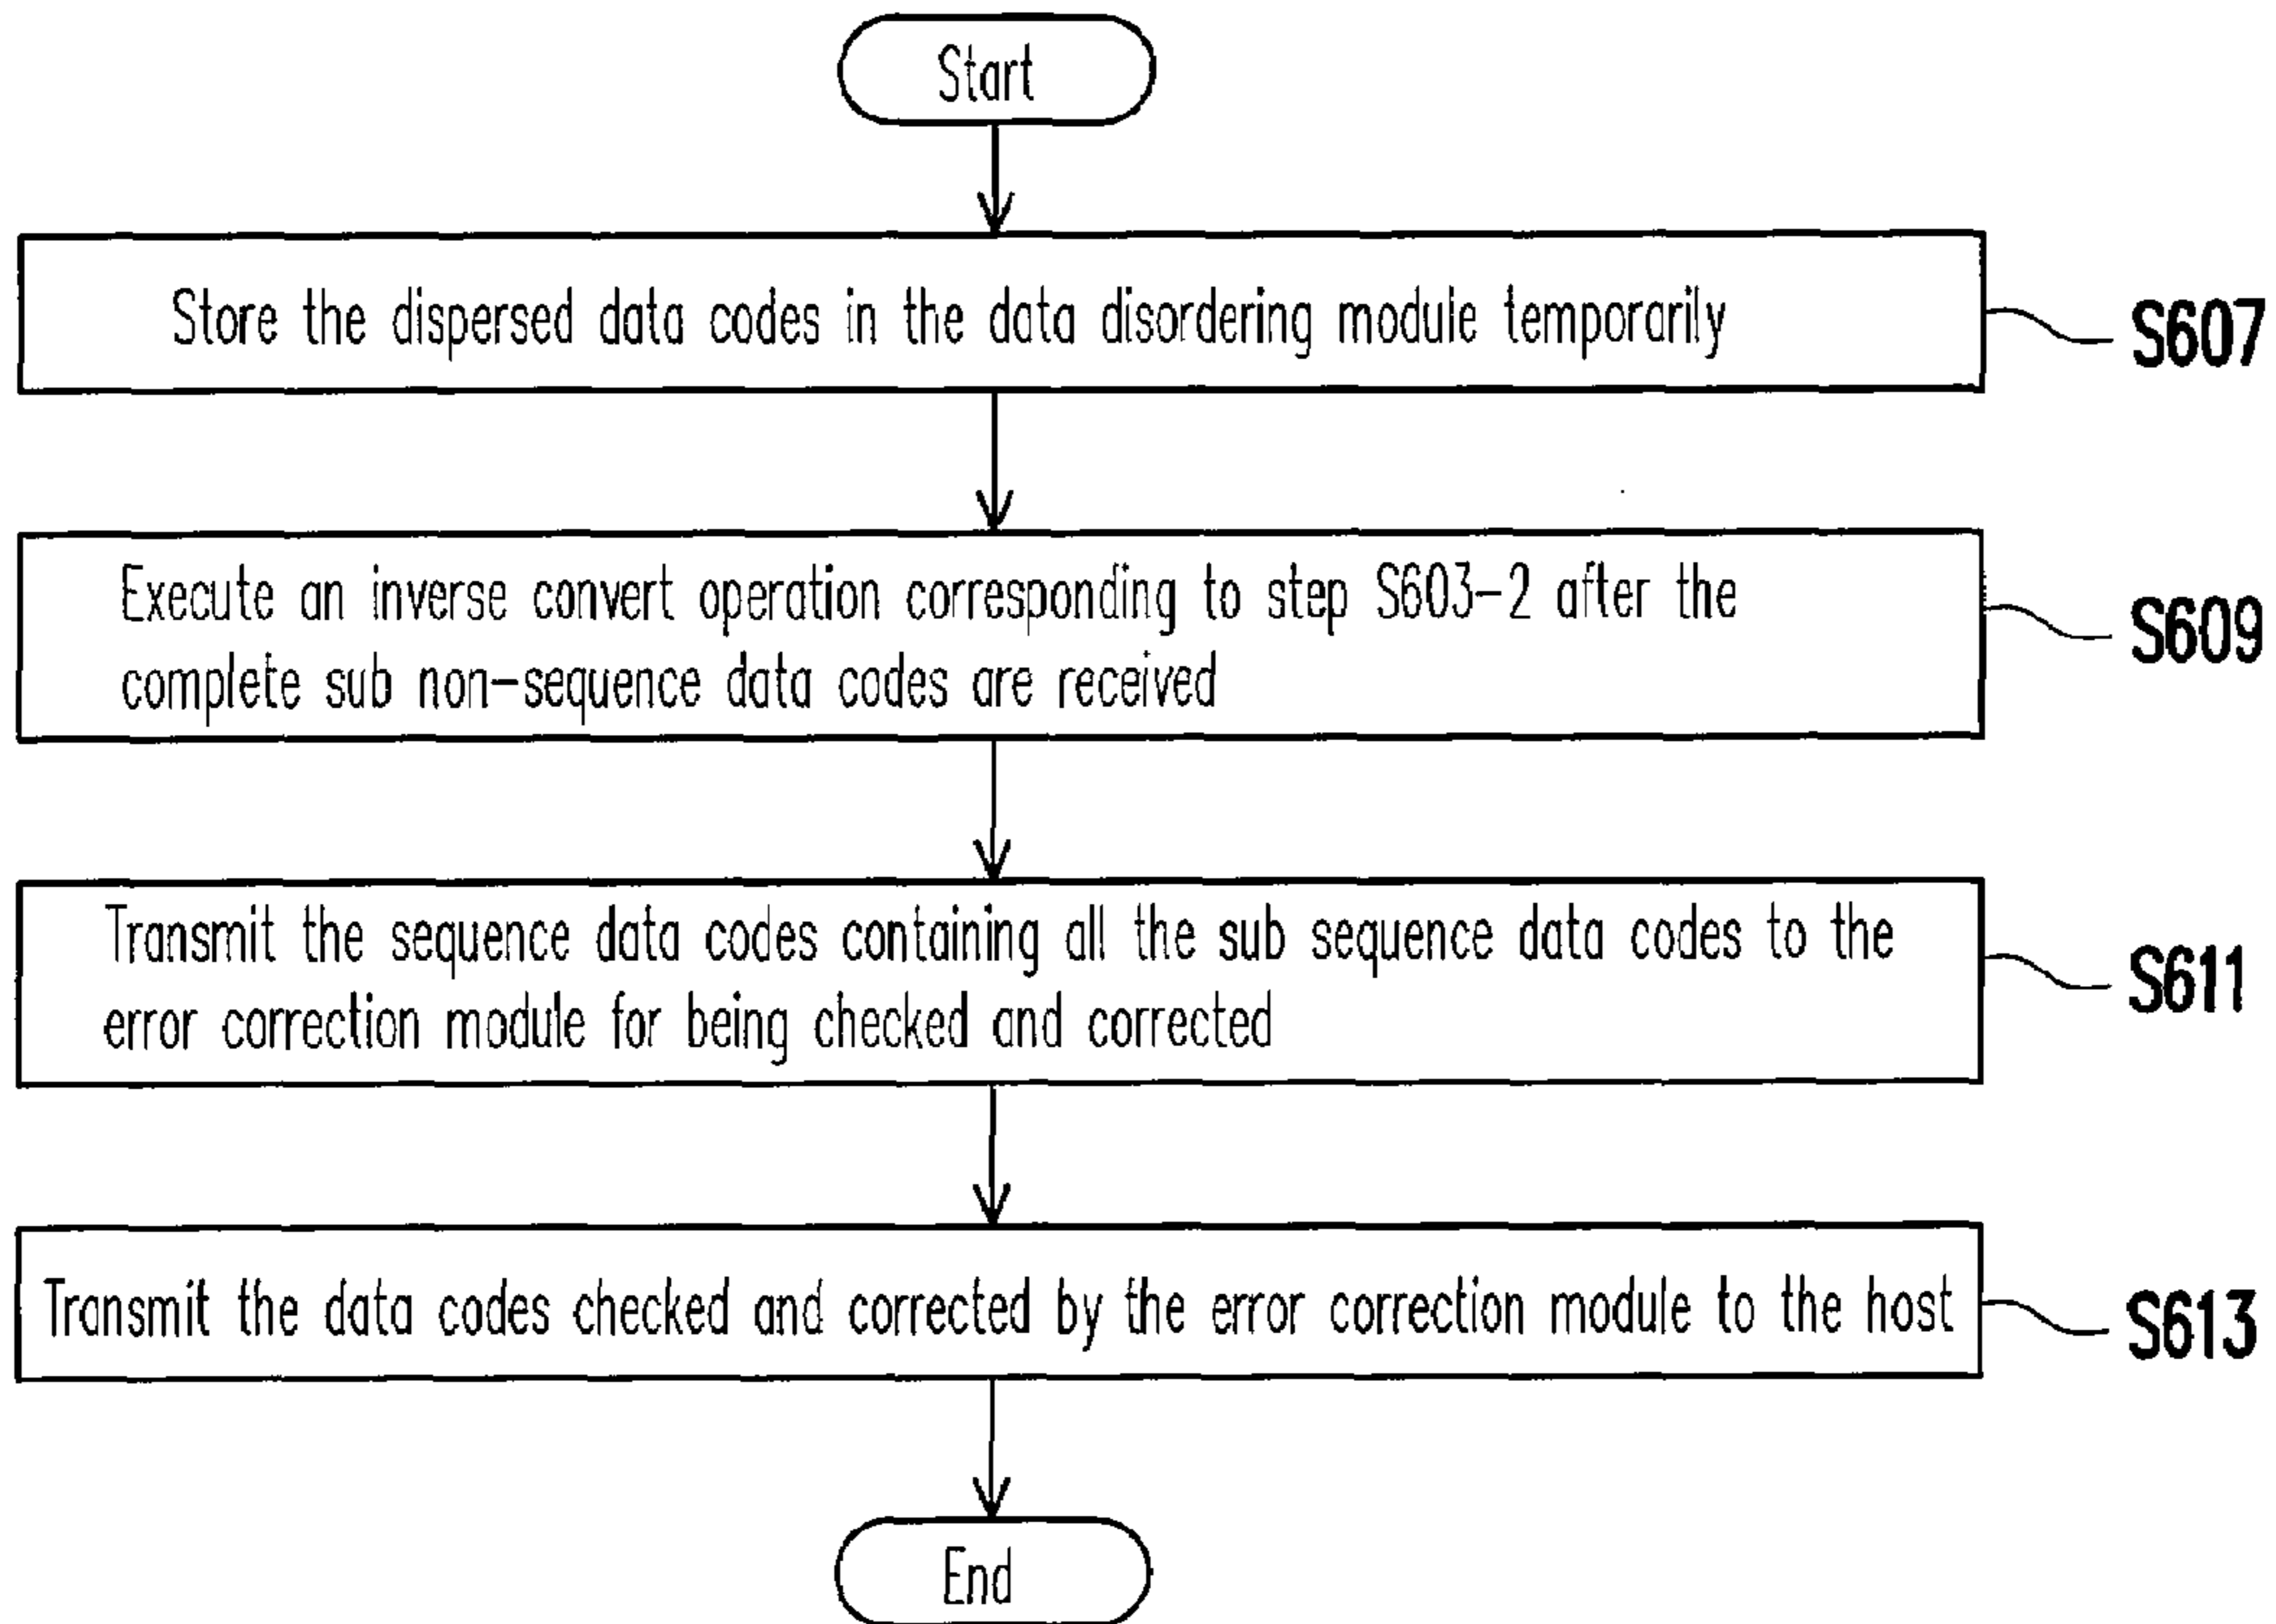 Start
Store the dispersed data codes in the data disordering module temporarily
S607
Execute an inverse convert operation corresponding to step S603-2 after the
complete sub non-sequence data codes are received
S609
Transmit the sequence data codes containing all the sub sequence data codes to the
error correction module for being checked and corrected
S611
Transmit the data codes checked and corrected by the error correction module to the host
S613
End